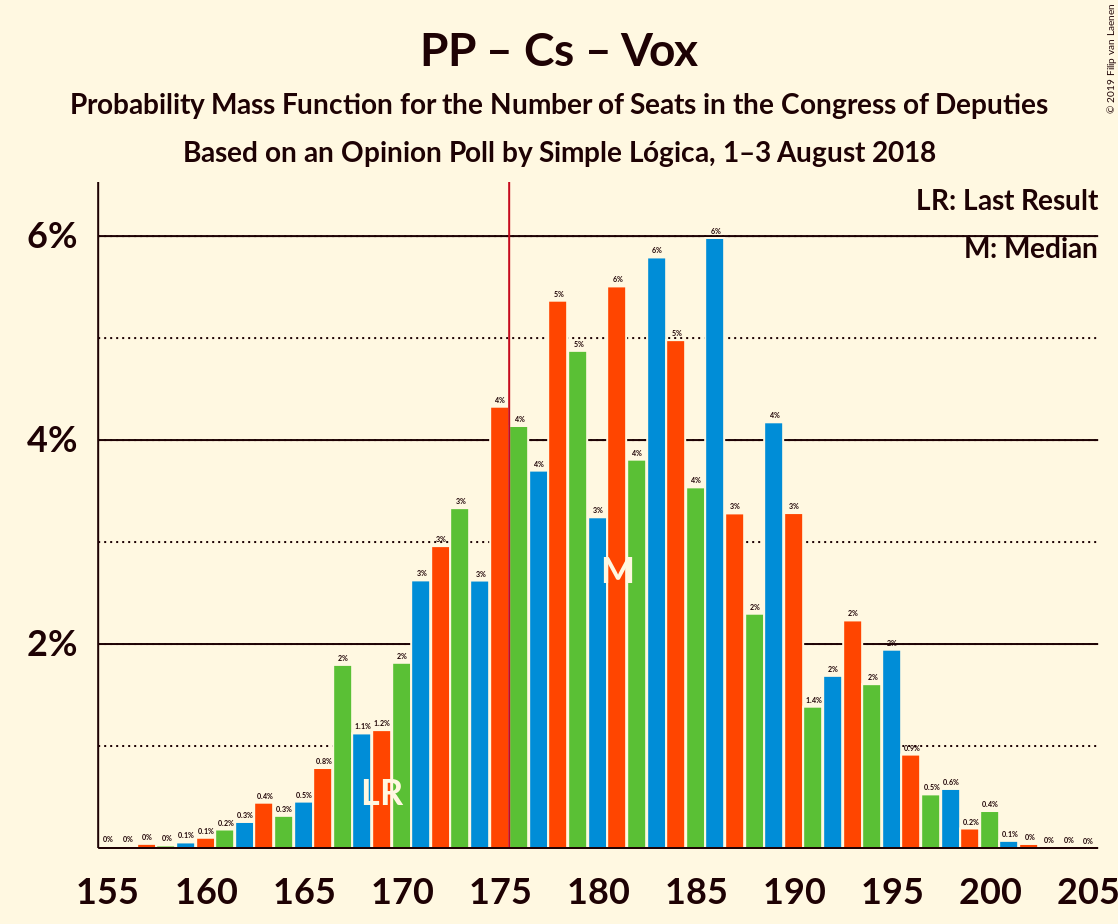 PP – Cs – Vox
Probability Mass Function for the Number of Seats in the Congress of Deputies
Based on an Opinion Poll by Simple Lógica, 1–3 August 2018
© 2019 Filip van Laenen
LR: Last Result
M: Median
6%
4%
2%
0% 0% 0% 0% 0.1% 0.1% 0.2% 0.3% 0.4% 0.3% 0.5% 0.8% 2% 1.1% 1.2% 2% 3% 3% 3% 3% 4% 4% 4% 5% 5% 3% 6% 4% 6% 5% 4% 6% 3% 2% 4% 3% 1.4% 2% 2% 2% 2% 0.9% 0.5% 0.6% 0.2% 0.4% 0.1% 0% 0% 0% 0%
M
LR
155 160 165 170 175 180 185 190 195 200 205